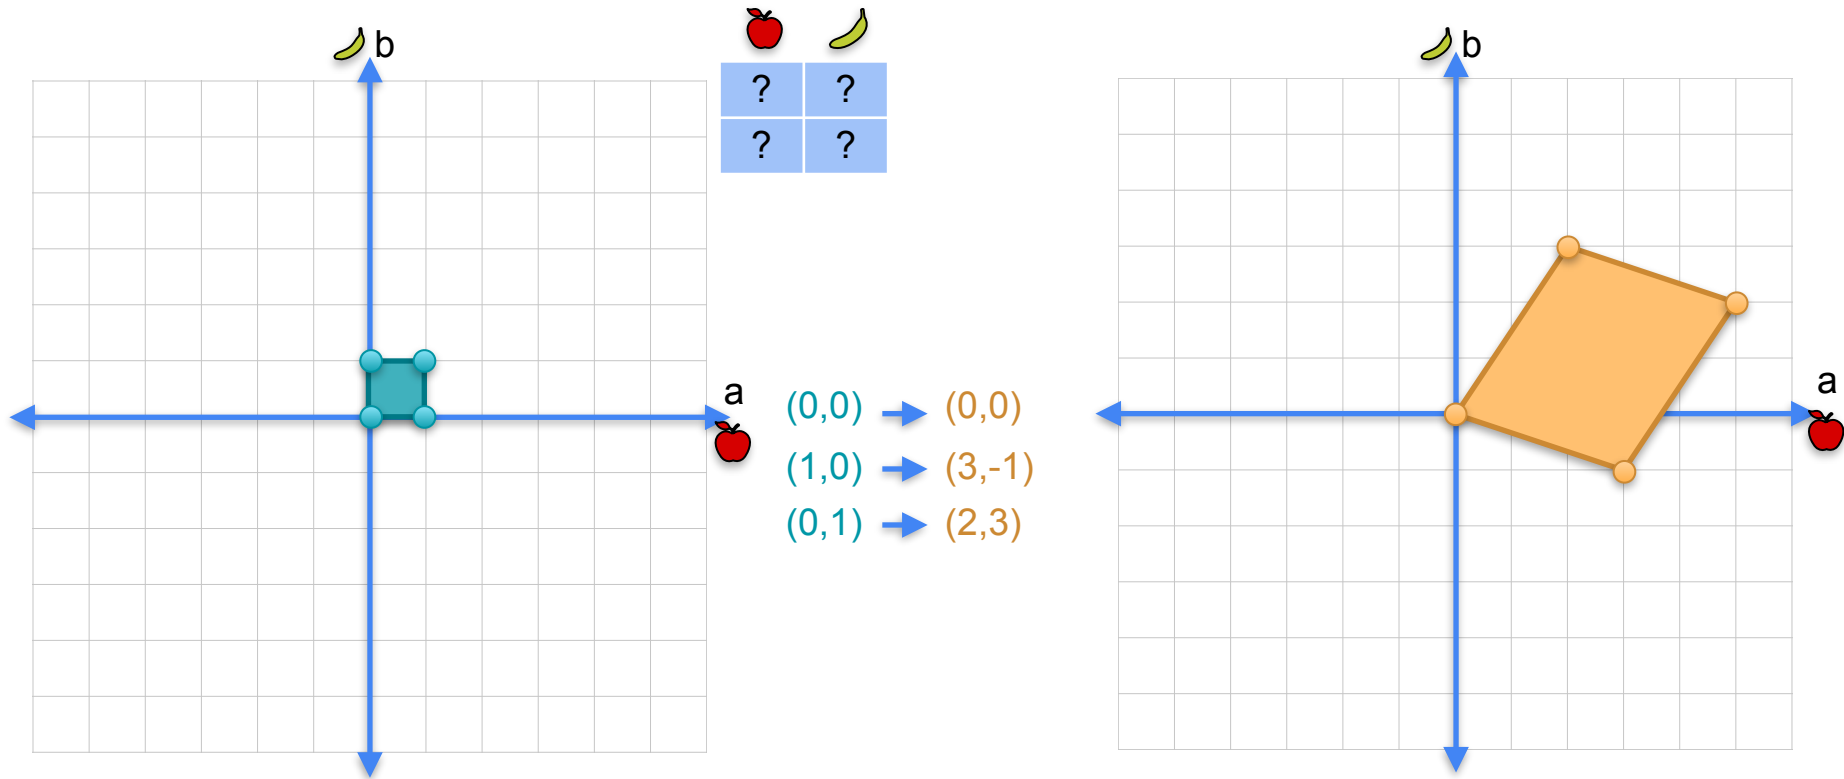 b
? ?
? ?
a
(0,0) (0,0)
(1,0) (3,-1)
(0,1) (2,3)
b
a